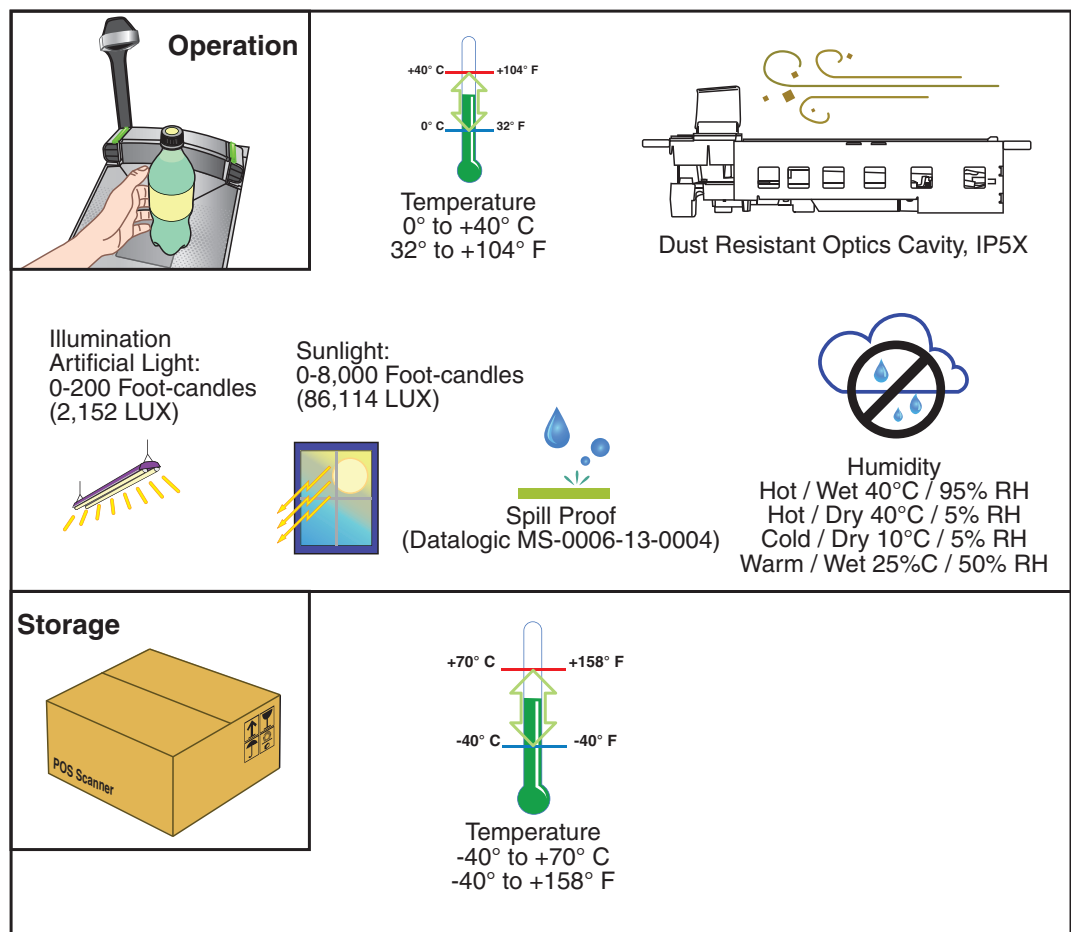 Operation
+40° C
+104° F
0° C
32° F
Temperature
0° to +40° C
32° to +104° F
Dust Resistant Optics Cavity, IP5X
Illumination
Artificial Light:
0-200 Foot-candles
(2,152 LUX)
Sunlight:
0-8,000 Foot-candles
(86,114 LUX)
Spill Proof
(Datalogic MS-0006-13-0004)
Humidity
Hot / Wet 40°C / 95% RH
Hot / Dry 40°C / 5% RH
Cold / Dry 10°C / 5% RH
Warm / Wet 25%C / 50% RH
Storage
POS Scanner
+70° C
+158° F
-40° C
-40° F
Temperature
-40° to +70° C
-40° to +158° F